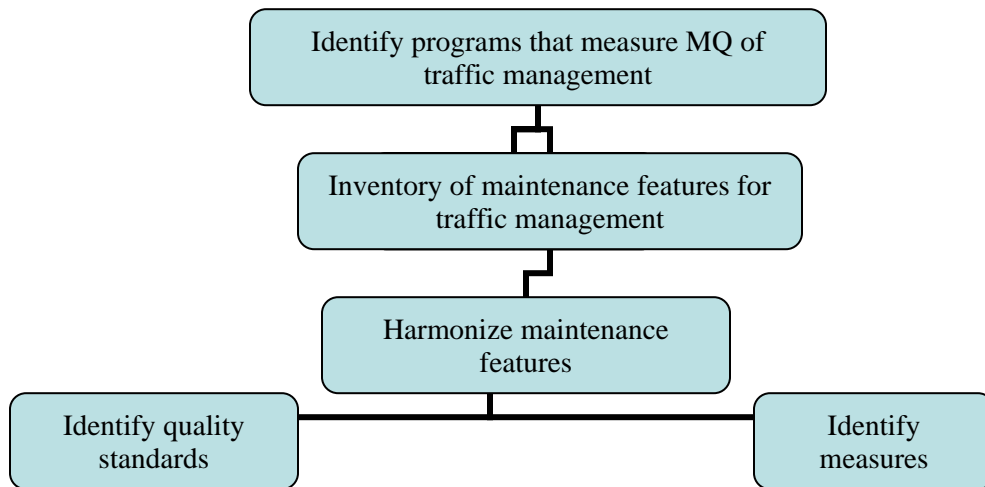 Identify programs that measure MQ of
traffic management
Inventory of maintenance features for
traffic management
Harmonize maintenance
features
Identify quality
standards
Identify
measures